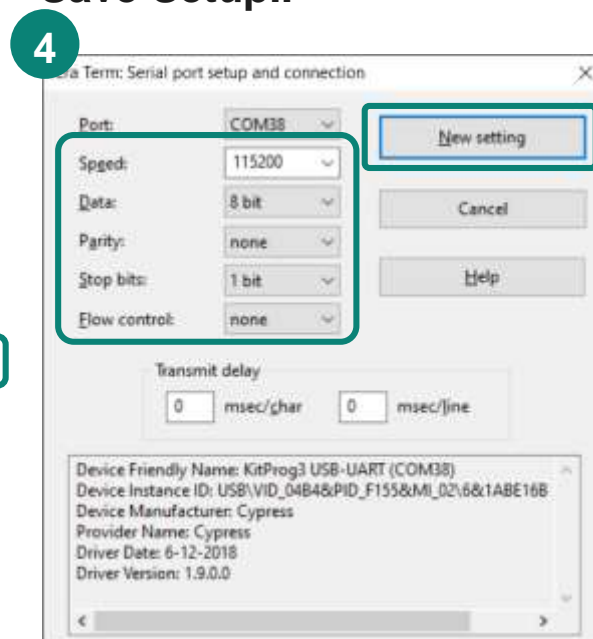 Save Setup..
4
Tera Term: Serial port setup and connection
Port: COM38
New setting
Speed: 115200
Data: 8 bit
Cancel
Parity: none
Stop bits: 1 bit
Help
Flow control: none
Transmit delay
0 msec/char 0 msec/line
Device Friendly Name: KitProg3 USB-UART (COM38)
Device Instance ID: USB\VID_04B4&PID_F155&MI_02\6&1ABE16B
Device Manufacturer: Cypress
Provider Name: Cypress
Driver Date: 6-12-2018
Driver Version: 1.9.0.0